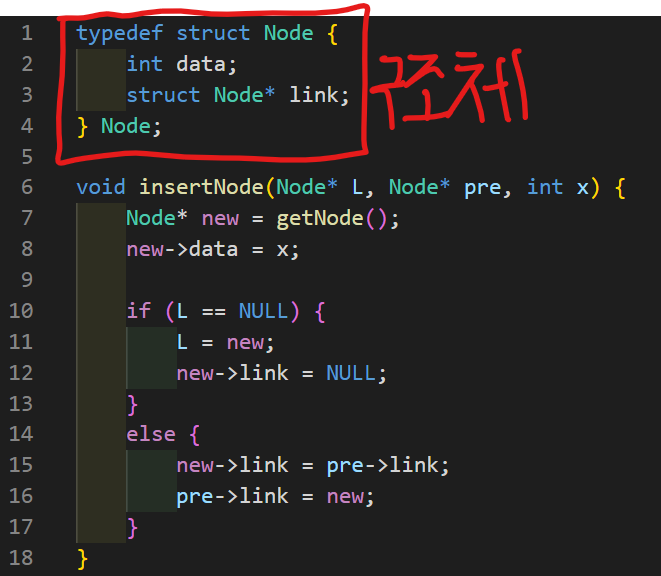 1 typedef struct Node {
2 int data;
3 struct Node* link;
4 } Node;
구조체
5
6 void insertNode(Node* L, Node* pre, int x) {
7 Node* new = getNode();
8 new->data = x;
9
10 if (L == NULL) {
11 L = new;
12 new->link = NULL;
13 }
14 else {
15 new->link = pre->link;
16 pre->link = new;
17 }
18 }